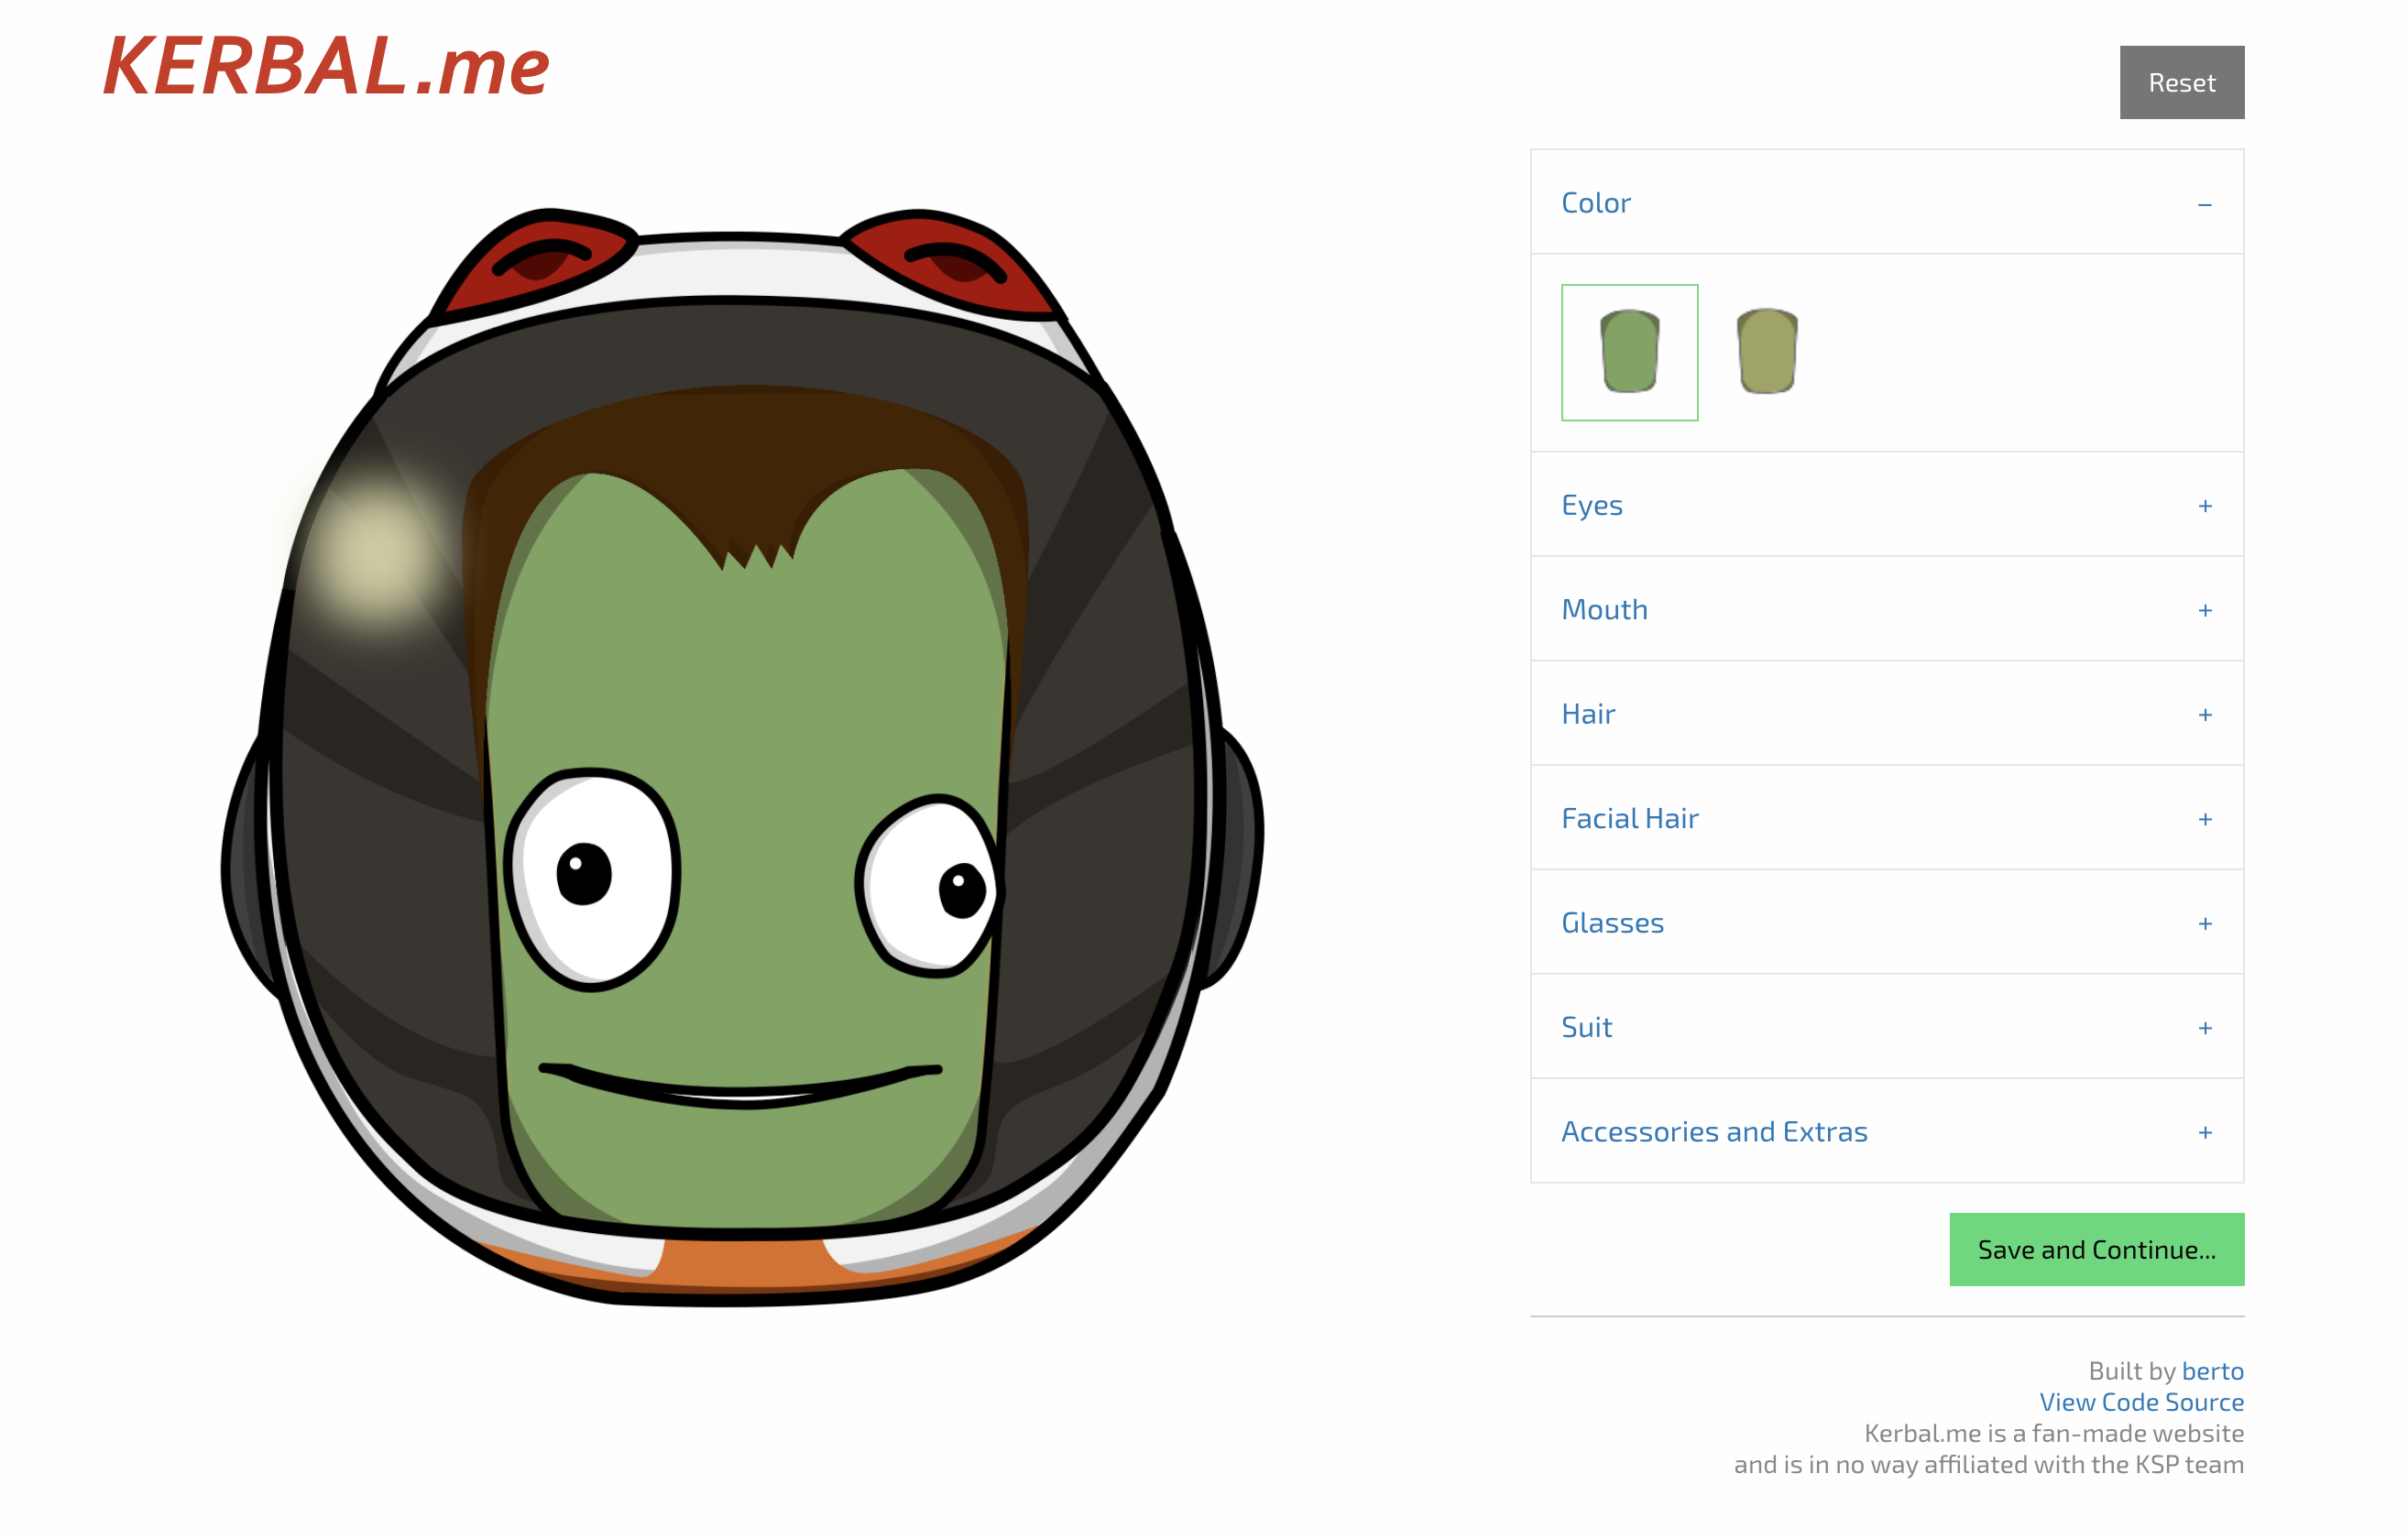 KERBAL.me
Reset
Color –
Eyes +
Mouth +
Hair +
Facial Hair +
Glasses +
Suit +
Accessories and Extras +
Save and Continue...
Built by berto
View Code Source
Kerbal.me is a fan-made website
and is in no way affiliated with the KSP team